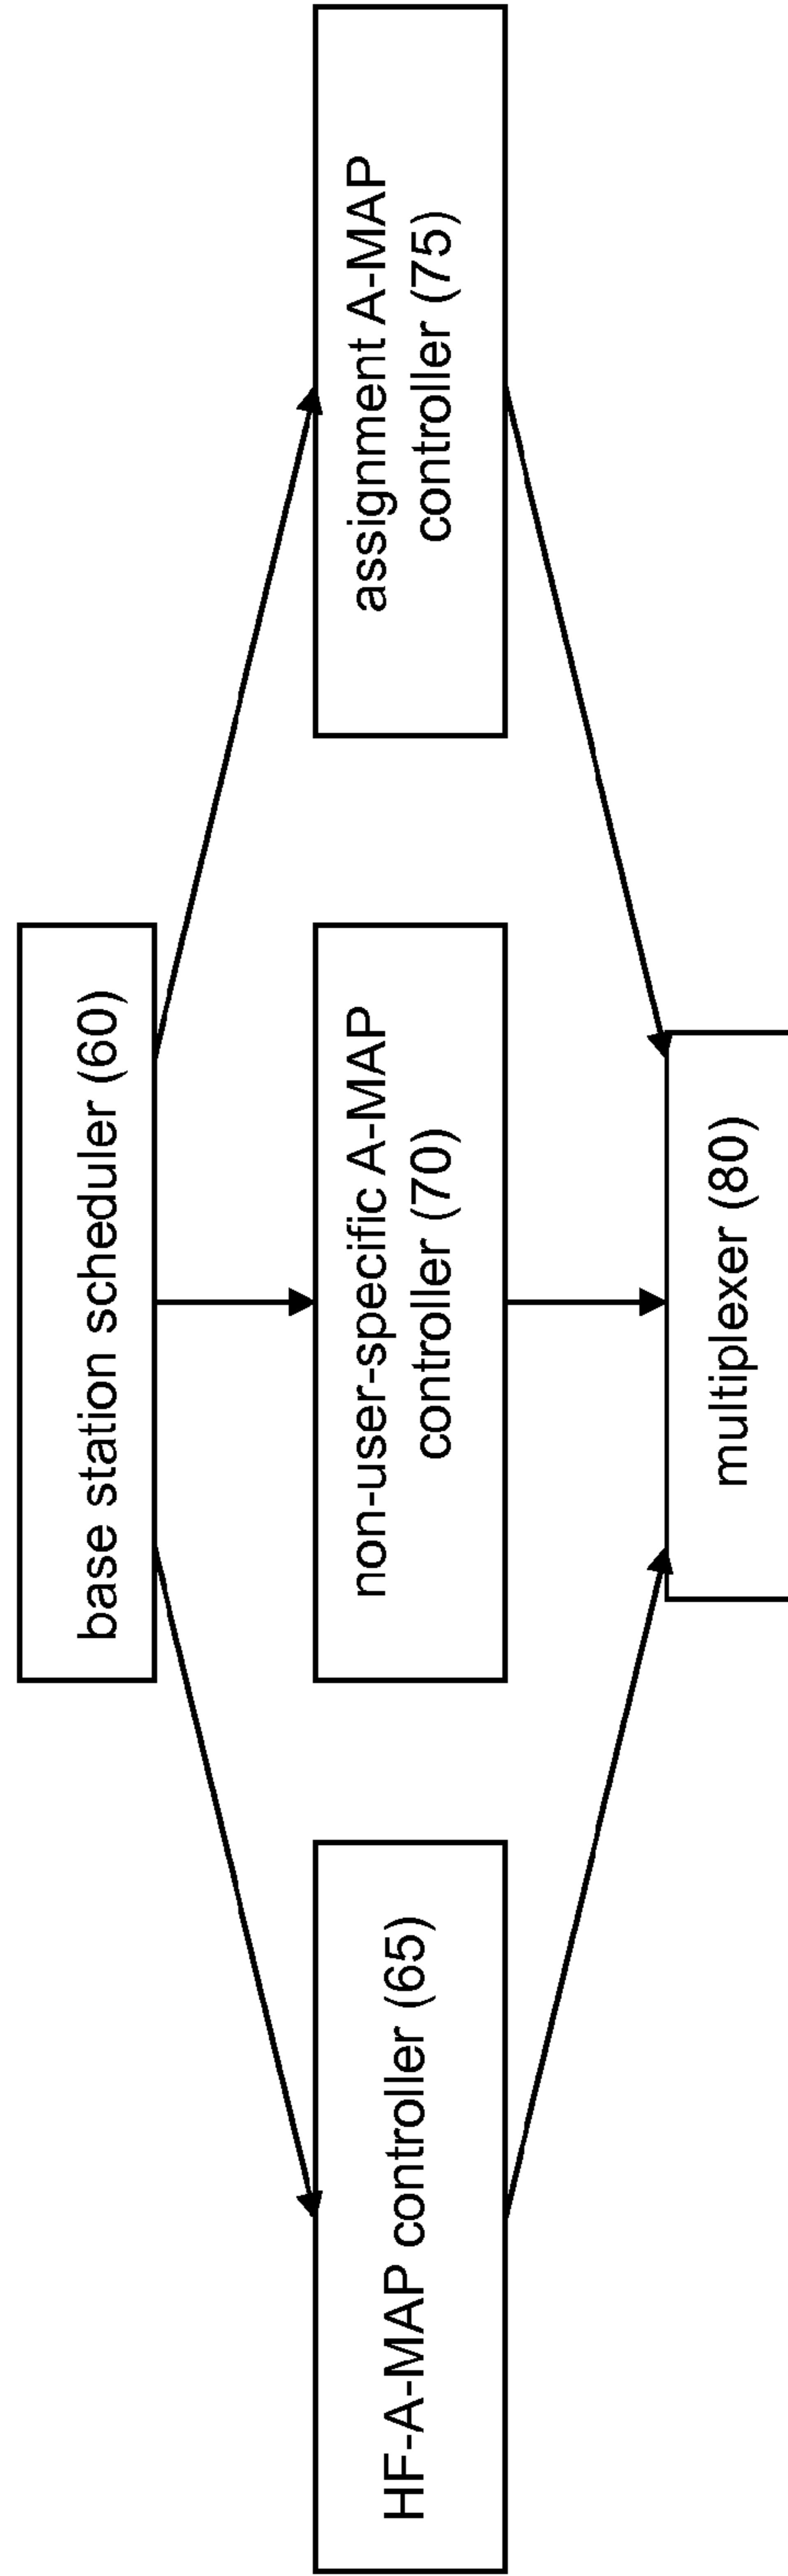 base station scheduler (60)
HF-A-MAP controller (65)
non-user-specific A-MAP
controller (70)
assignment A-MAP
controller (75)
multiplexer (80)